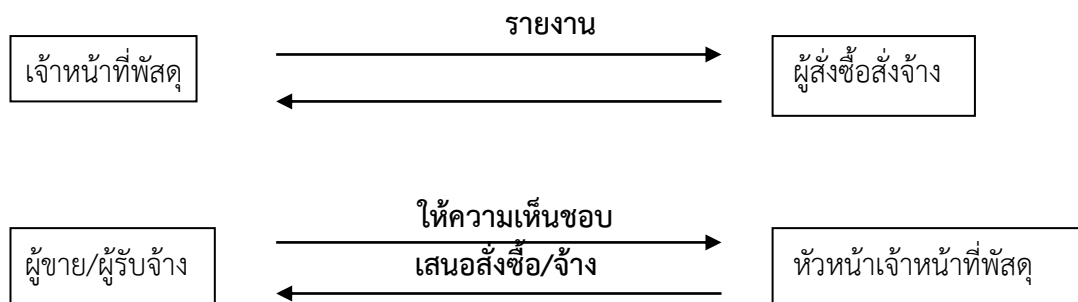 รายงาน
เจ้าหน้าที่พัสดุ
ผู้สั่งซื้อสั่งจ้าง
ให้ความเห็นชอบ
ผู้ขาย/ผู้รับจ้าง
เสนอสั่งซื้อ/จ้าง
หัวหน้าเจ้าหน้าที่พัสดุ